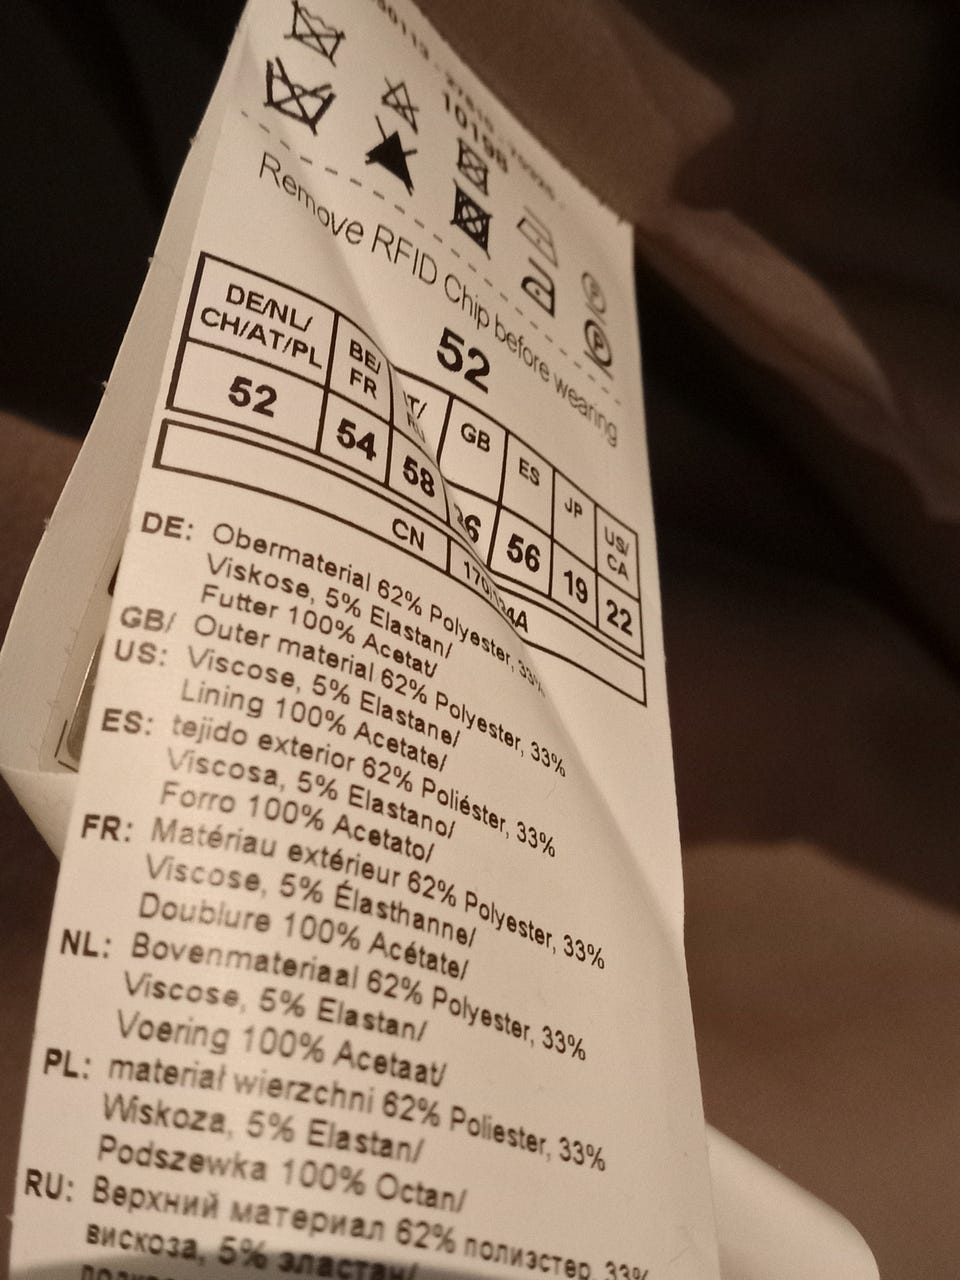 10198
Remove RFID Chip before wearing
52
DE/NL/
CH/AT/PL
BE/
FR
GB
ES
JP
US/
CA
52
54
58
56
19
22
CN
DE: Obermaterial 62% Polyester, 33%
Viskose, 5% Elastan/
Futter 100% Acetat/
GB/ Outer material 62% Polyester, 33%
US: Viscose, 5% Elastane/
Lining 100% Acetate/
ES: tejido exterior 62% Poliéster, 33%
Viscosa, 5% Elastano/
Forro 100% Acetato/
FR: Matériau extérieur 62% Polyester, 33%
Viscose, 5% Élasthanne/
Doublure 100% Acétate/
NL: Bovenmateriaal 62% Polyester, 33%
Viscose, 5% Elastan/
Voering 100% Acetaat/
PL: materiał wierzchni 62% Poliester, 33%
Wiskoza, 5% Elastan/
Podszewka 100% Octan/
RU: Верхний материал 62% полиэстер, 33%
вискоза, 5% эластан/